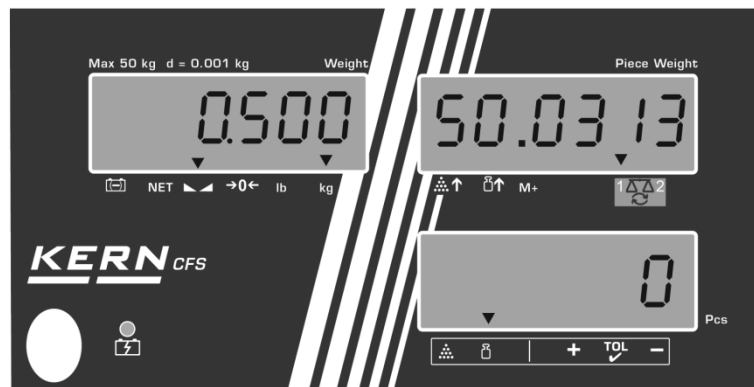 Max 50 kg d = 0.001 kg Weight
Piece Weight
0.500
50.0313
NET →0← lb kg
M+
1 2
KERN CFS
0
Pcs
+ TOL −